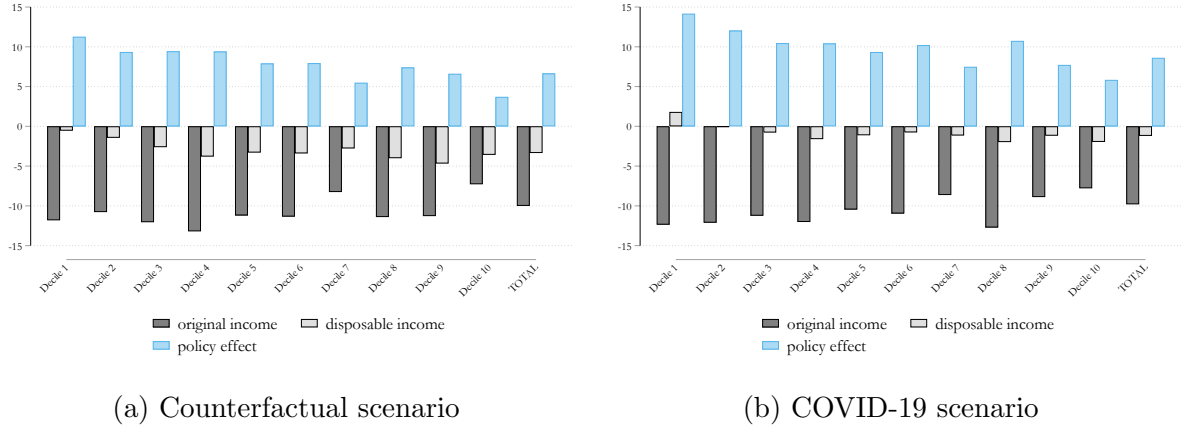 15
10
5
0
-5
-10
-15
Decile 1
Decile 2
Decile 3
Decile 4
Decile 5
Decile 6
Decile 7
Decile 8
Decile 9
Decile 10
TOTAL
original income
disposable income
policy effect
(a) Counterfactual scenario
15
10
5
0
-5
-10
-15
Decile 1
Decile 2
Decile 3
Decile 4
Decile 5
Decile 6
Decile 7
Decile 8
Decile 9
Decile 10
TOTAL
original income
disposable income
policy effect
(b) COVID-19 scenario